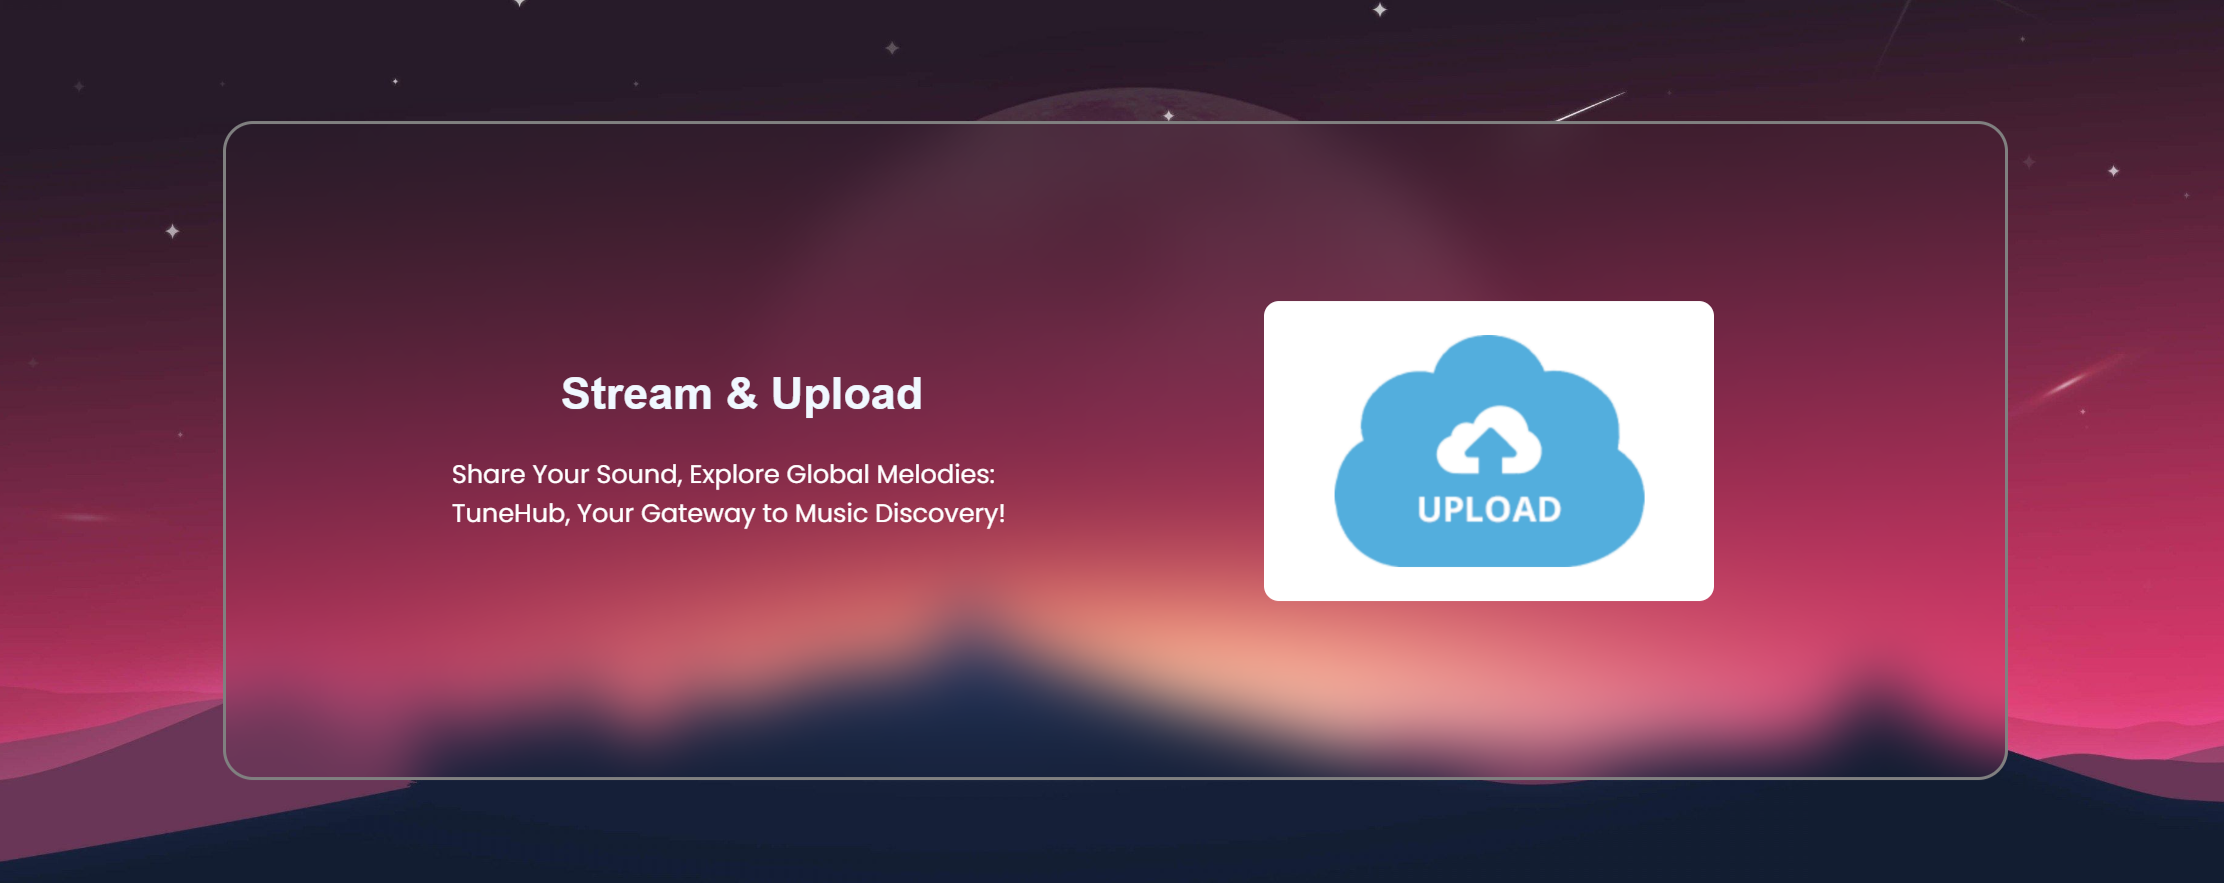 Stream & Upload
Share Your Sound, Explore Global Melodies:
TuneHub, Your Gateway to Music Discovery!
UPLOAD